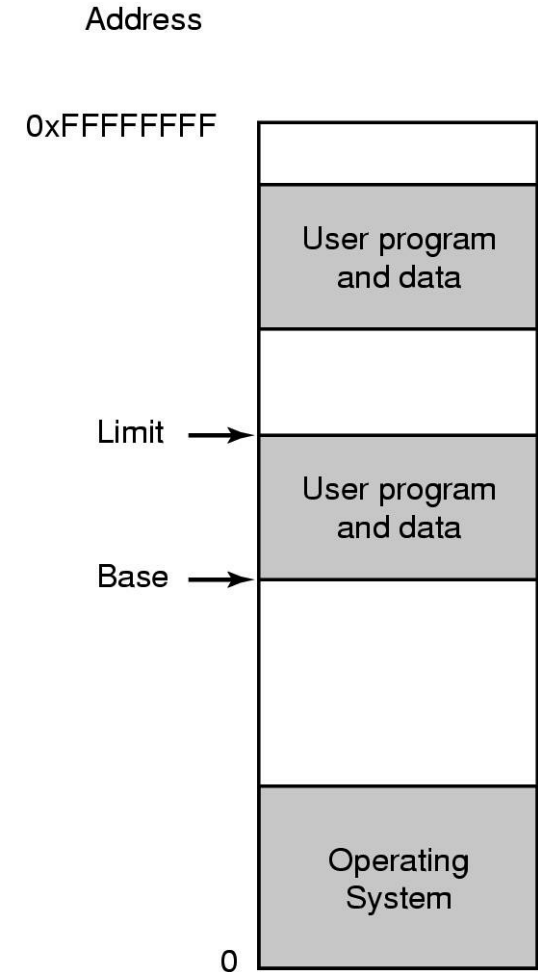 Address
0xFFFFFFFF
User program
and data
Limit
User program
and data
Base
Operating
System
0